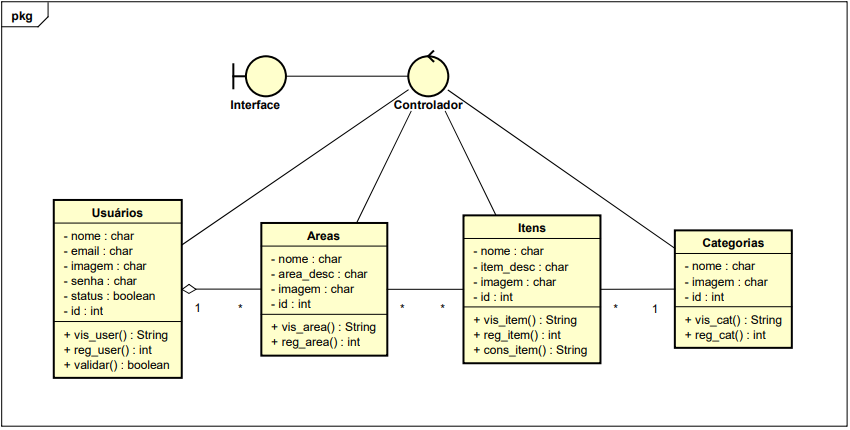 pkg
Interface
Controlador
Usuários
- nome : char
- email : char
- imagem : char
- senha : char
- status : boolean
- id : int
+ vis_user() : String
+ reg_user() : int
+ validar() : boolean
1
*
Areas
- nome : char
- area_desc : char
- imagem : char
- id : int
+ vis_area() : String
+ reg_area() : int
*
*
Itens
- nome : char
- item_desc : char
- imagem : char
- id : int
+ vis_item() : String
+ reg_item() : int
+ cons_item() : String
*
1
Categorias
- nome : char
- imagem : char
- id : int
+ vis_cat() : String
+ reg_cat() : int